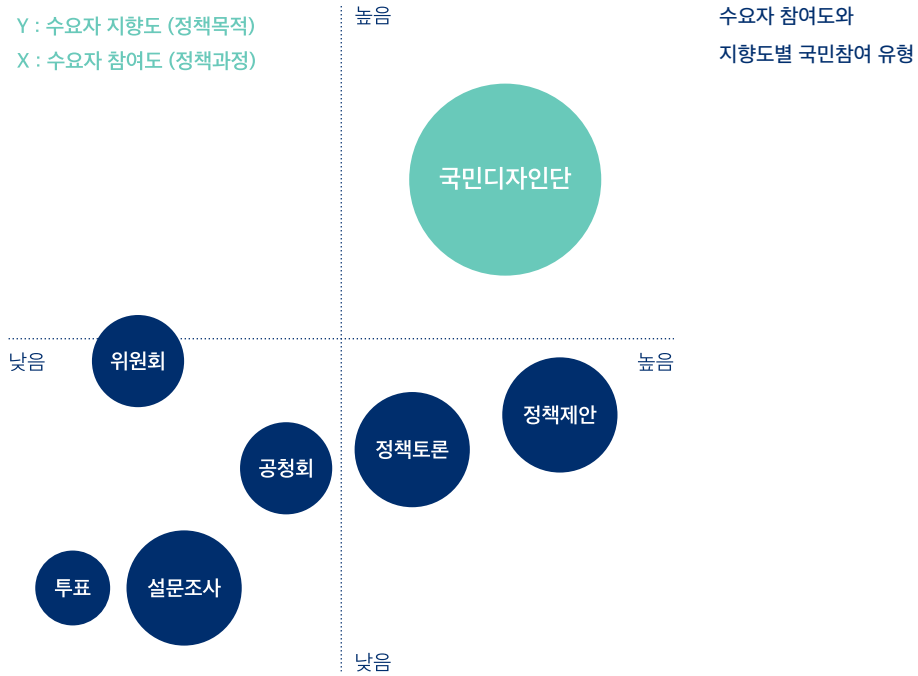 Y : 수요자 지향도 (정책목적)
X : 수요자 참여도 (정책과정)
높음
수요자 참여도와
지향도별 국민참여 유형
국민디자인단
낮음
위원회
높음
정책제안
정책토론
공청회
투표
설문조사
낮음